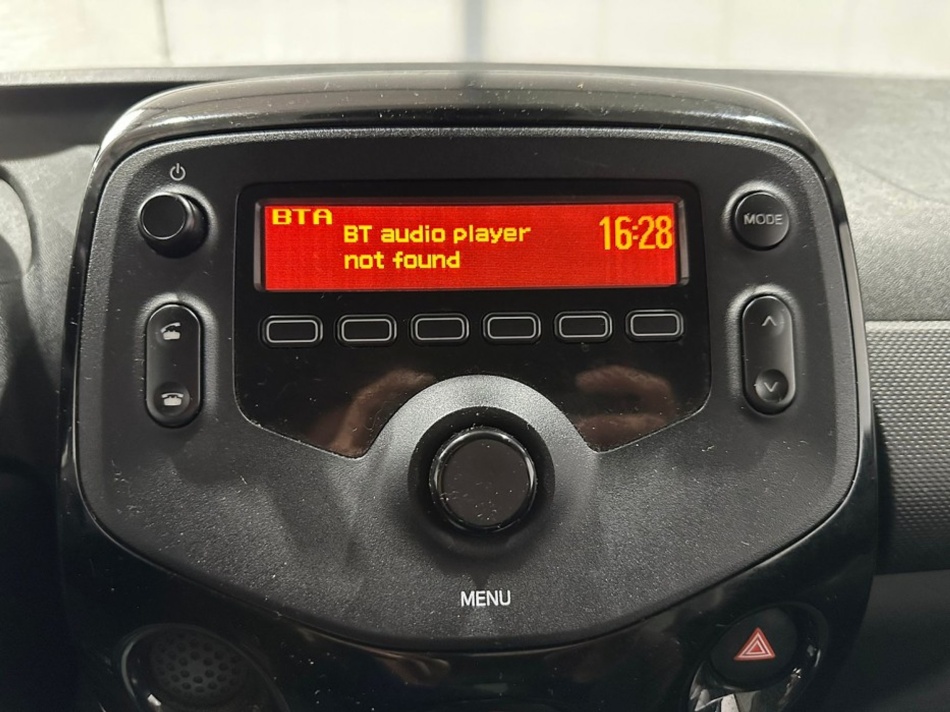 BTA
BT audio player
not found
16:28
MODE
MENU